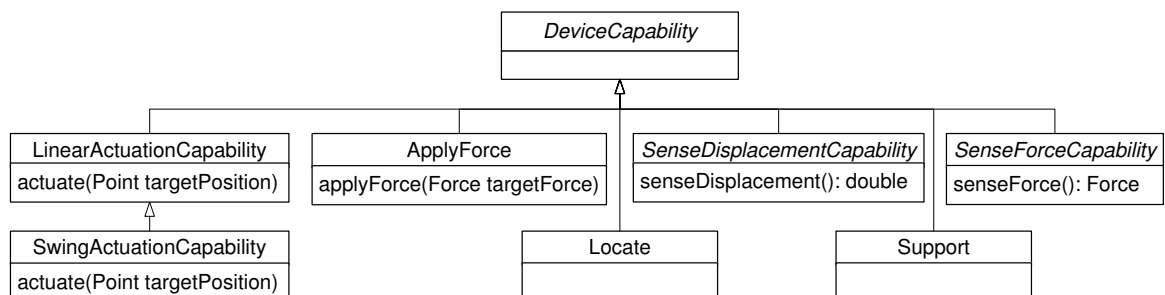 DeviceCapability
LinearActuationCapability
actuate(Point targetPosition)
ApplyForce
applyForce(Force targetForce)
SenseDisplacementCapability
senseDisplacement(): double
SenseForceCapability
senseForce(): Force
SwingActuationCapability
actuate(Point targetPosition)
Locate
Support